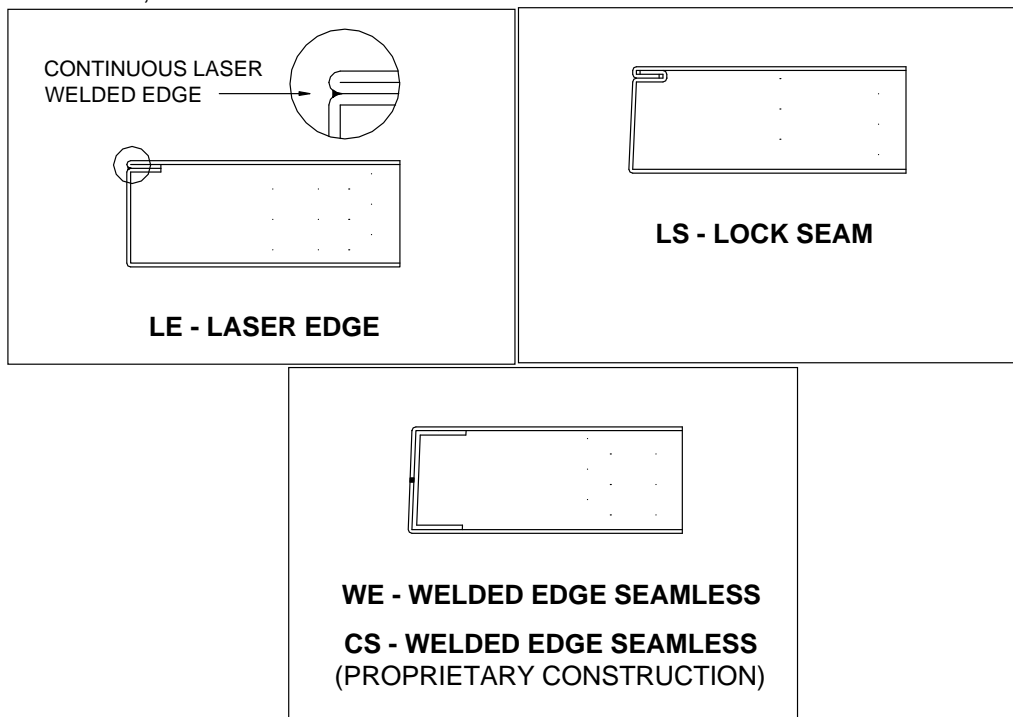 CONTINUOUS LASER
WELDED EDGE
LE - LASER EDGE
LS - LOCK SEAM
WE - WELDED EDGE SEAMLESS
CS - WELDED EDGE SEAMLESS
(PROPRIETARY CONSTRUCTION)